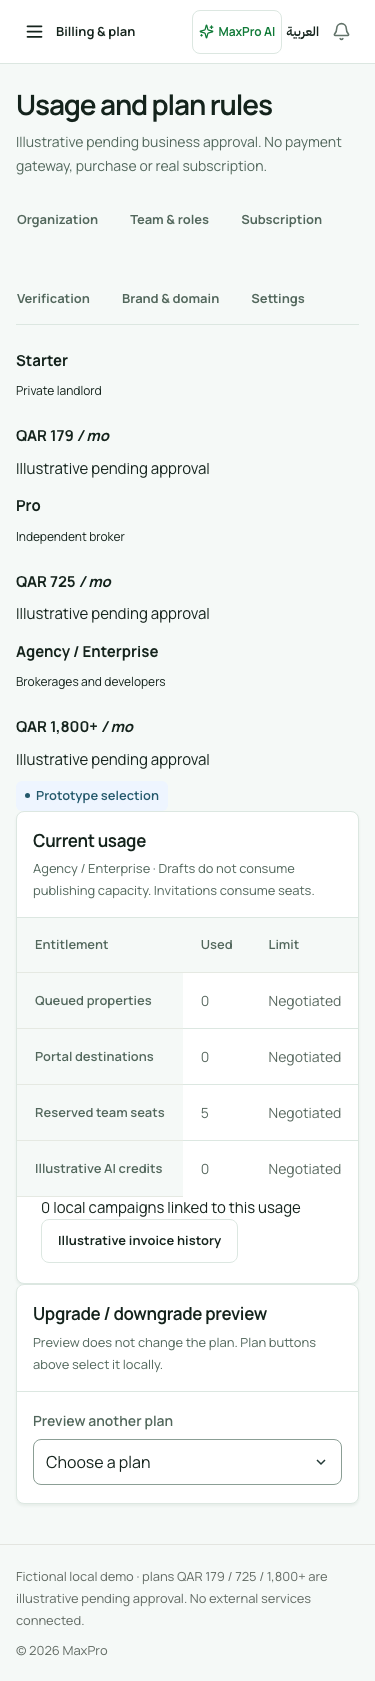 Billing & plan
MaxPro AI
العربية
Usage and plan rules
Illustrative pending business approval. No payment
gateway, purchase or real subscription.
Organization Team & roles Subscription
Verification Brand & domain Settings
Starter
Private landlord
QAR 179 / mo
Illustrative pending approval
Pro
Independent broker
QAR 725 / mo
Illustrative pending approval
Agency / Enterprise
Brokerages and developers
QAR 1,800+ / mo
Illustrative pending approval
Prototype selection
Current usage
Agency / Enterprise · Drafts do not consume
publishing capacity. Invitations consume seats.
Entitlement Used Limit
Queued properties 0 Negotiated
Portal destinations 0 Negotiated
Reserved team seats 5 Negotiated
Illustrative AI credits 0 Negotiated
0 local campaigns linked to this usage
Illustrative invoice history
Upgrade / downgrade preview
Preview does not change the plan. Plan buttons
above select it locally.
Preview another plan
Choose a plan
Fictional local demo · plans QAR 179 / 725 / 1,800+ are
illustrative pending approval. No external services
connected.
© 2026 MaxPro